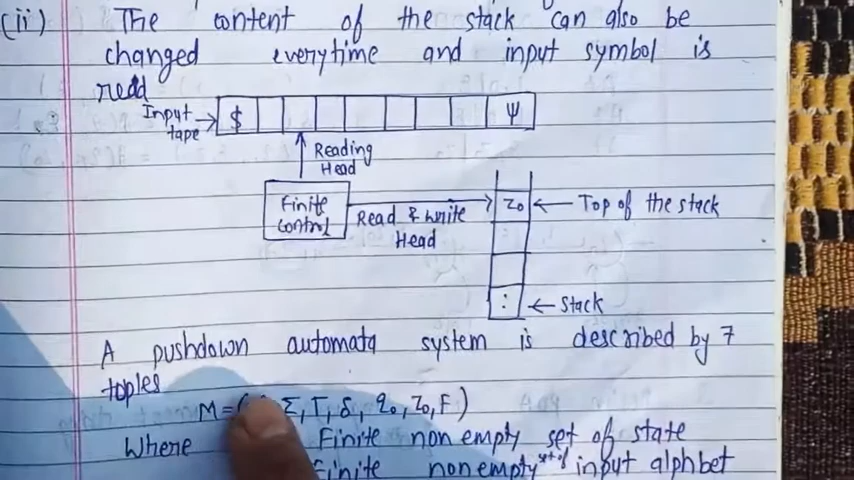 (ii) The content of the stack can also be
changed everytime and input symbol is
read
Input tape → $ ψ
Reading Head
Finite control
Read & write Head
Z₀ ← Top of the stack
: ← Stack
A pushdown automata system is described by 7
toples
M = ( Σ, Γ, δ, q₀, Z₀, F )
Where Finite non empty set of state
Finite non empty set of input alphbet